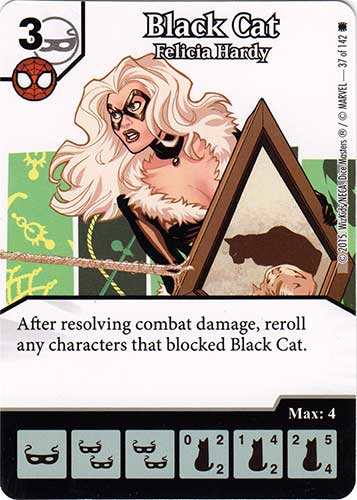 3
Black Cat
Felicia Hardy
© 2015. WizKids/NECA. Dice Masters ® / © MARVEL — 37 of 142
After resolving combat damage, reroll
any characters that blocked Black Cat.
Max: 4
0 2 2
1 4 2
2 5 4